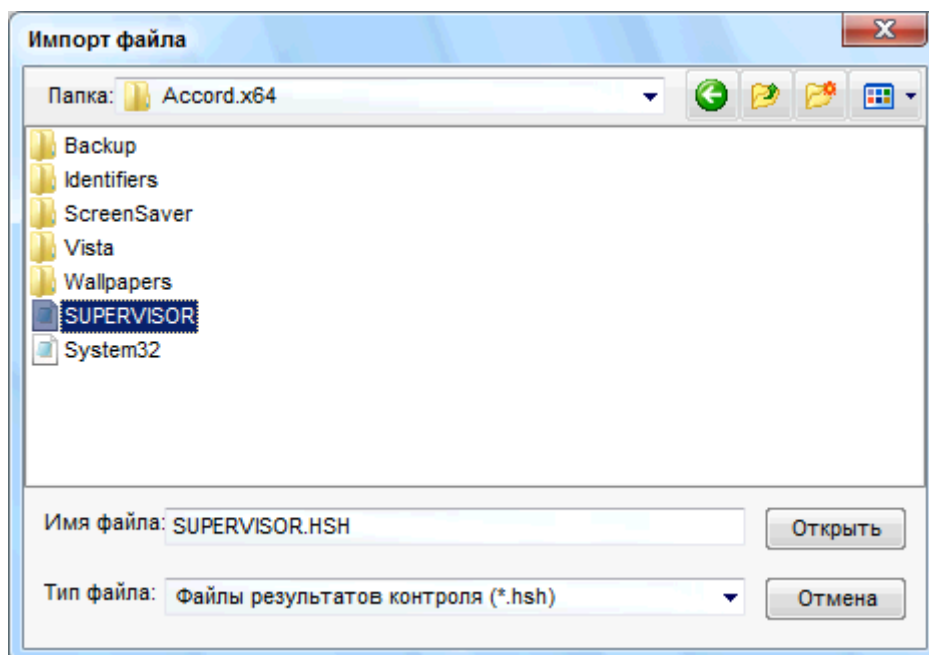 Импорт файла
Папка: Accord.x64
Backup
Identifiers
ScreenSaver
Vista
Wallpapers
SUPERVISOR
System32
Имя файла: SUPERVISOR.HSH
Открыть
Тип файла: Файлы результатов контроля (*.hsh)
Отмена